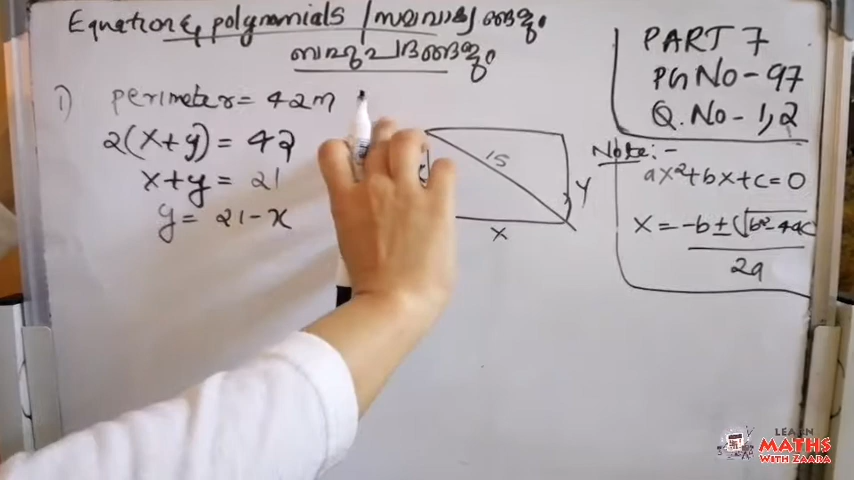 Equation & polynomials / സമവാക്യങ്ങളും
ബഹുപദങ്ങളും
1) perimeter = 42m
2(x+y) = 42
x+y = 21
y = 21-x
15
y
x
PART 7
PG NO - 97
Q. NO - 1, 2
Note:-
ax²+bx+c=0
x = -b ± √b²-4ac
2a
LEARN
MATHS
WITH ZAARA